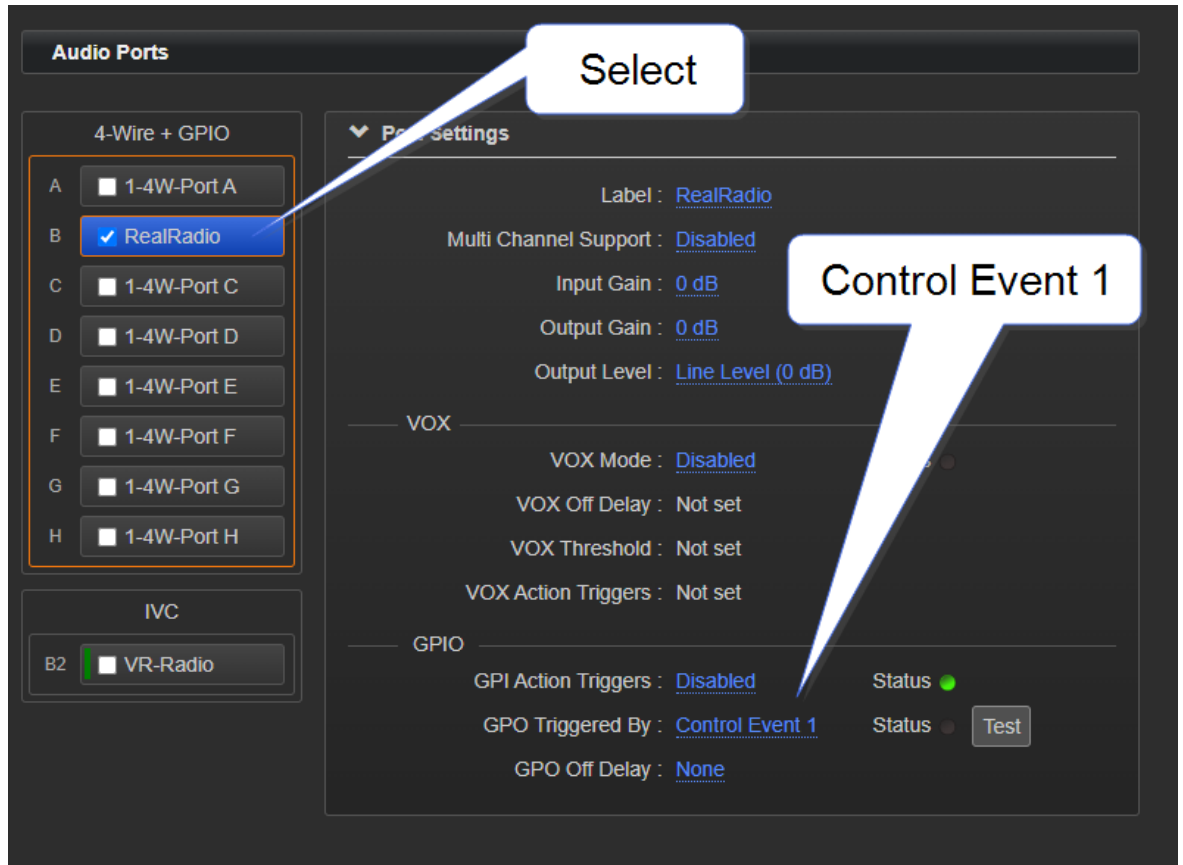 Audio Ports
Select
4-Wire + GPIO
A 1-4W-Port A
B RealRadio
C 1-4W-Port C
D 1-4W-Port D
E 1-4W-Port E
F 1-4W-Port F
G 1-4W-Port G
H 1-4W-Port H
IVC
B2 VR-Radio
Settings
Label : RealRadio
Multi Channel Support : Disabled
Control Event 1
Input Gain : 0 dB
Output Gain : 0 dB
Output Level : Line Level (0 dB)
VOX
VOX Mode : Disabled
VOX Off Delay : Not set
VOX Threshold : Not set
VOX Action Triggers : Not set
GPIO
GPI Action Triggers : Disabled Status
GPO Triggered By : Control Event 1 Status Test
GPO Off Delay : None